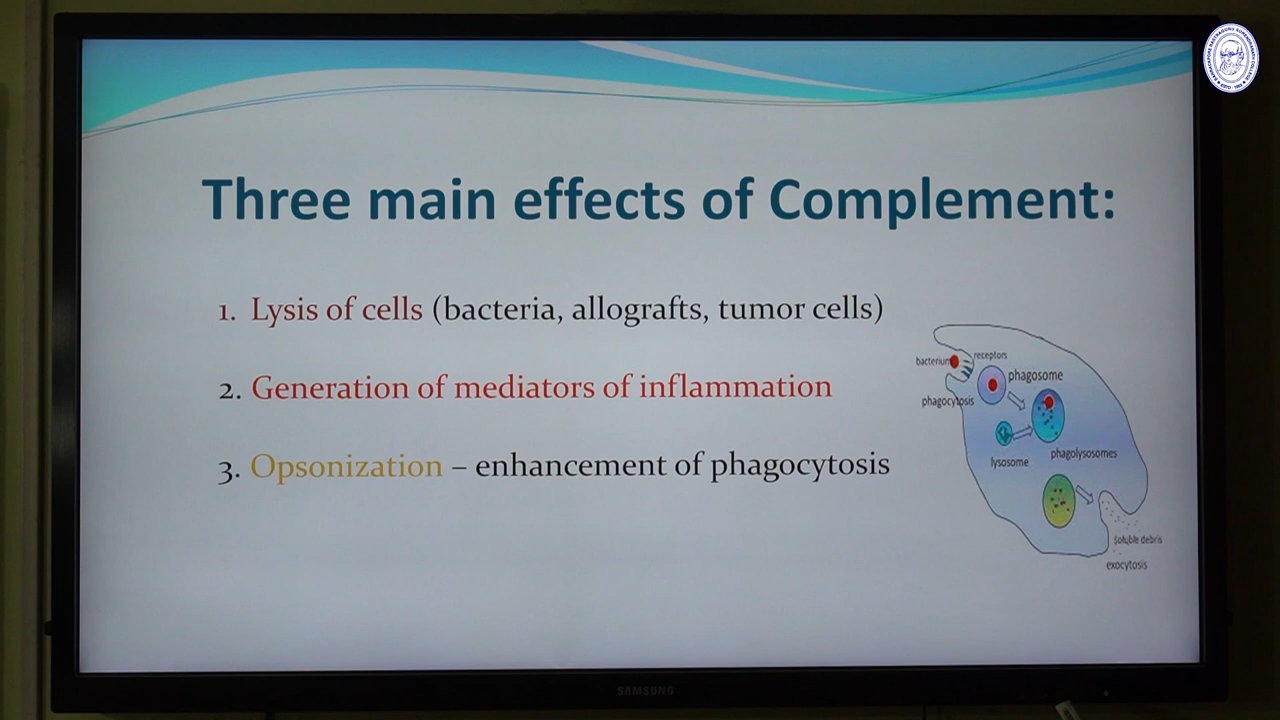 Three main effects of Complement:
1. Lysis of cells (bacteria, allografts, tumor cells)
2. Generation of mediators of inflammation
3. Opsonization – enhancement of phagocytosis
bacterium
receptors
phagosome
phagocytosis
lysosome
phagolysosomes
soluble debris
exocytosis
SAMSUNG